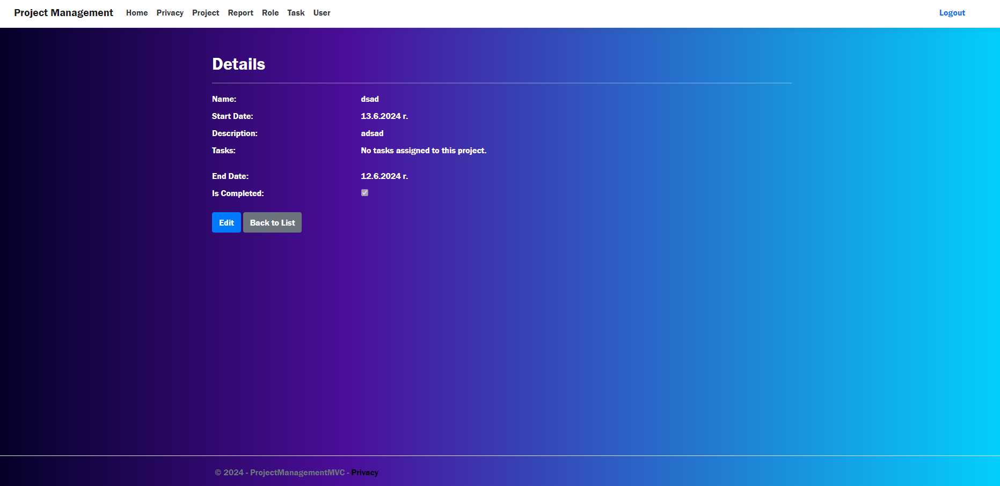 Project Management Home Privacy Project Report Role Task User Logout
Details
Name: dsad
Start Date: 13.6.2024 г.
Description: adsad
Tasks: No tasks assigned to this project.
End Date: 12.6.2024 г.
Is Completed:
Edit Back to List
© 2024 - ProjectManagementMVC - Privacy